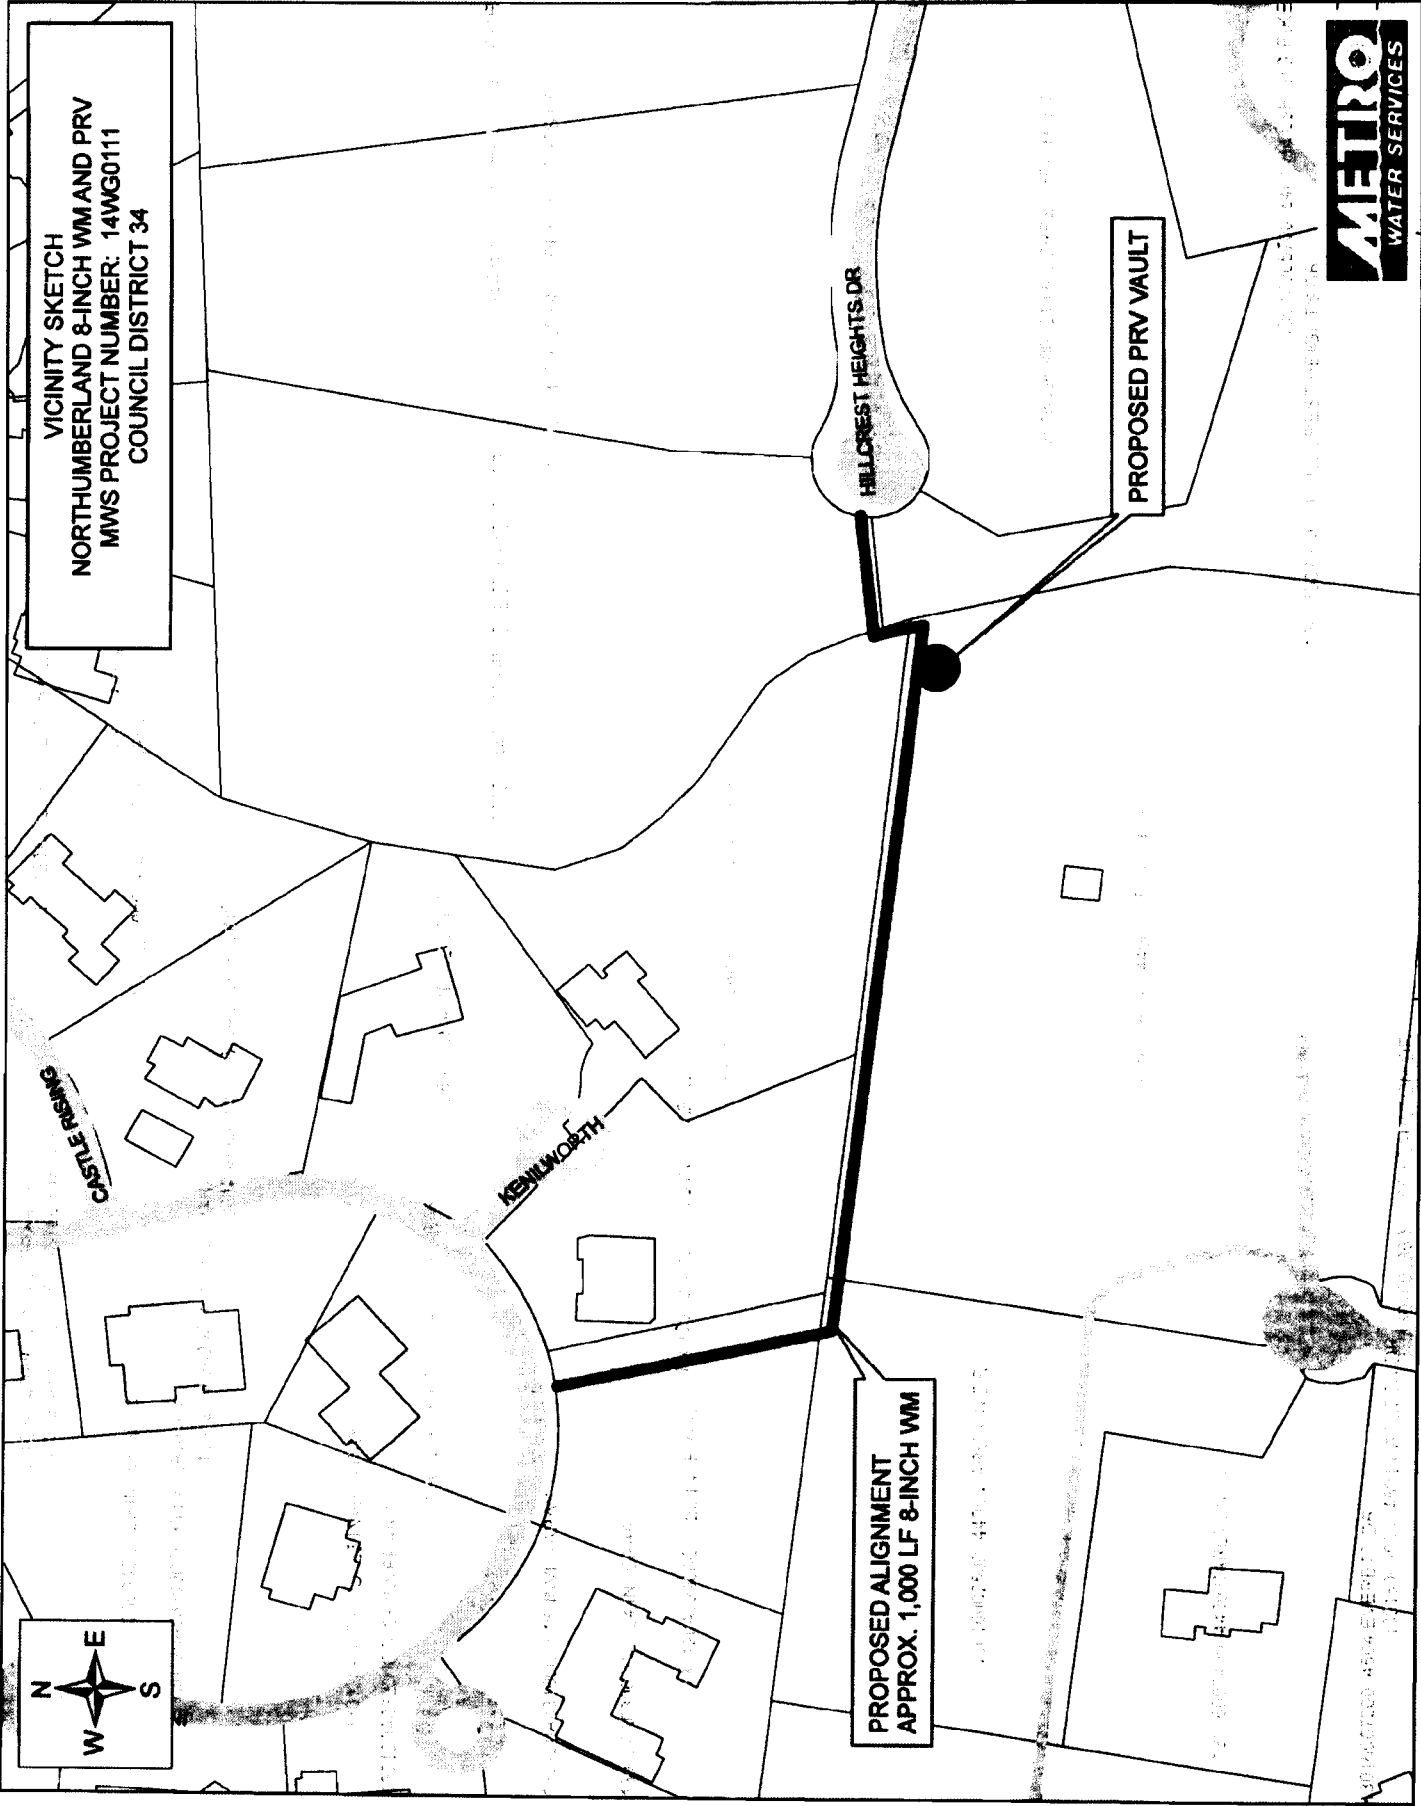 VICINITY SKETCH
NORTHUMBERLAND 8-INCH WM AND PRV
MWS PROJECT NUMBER: 14WG0111
COUNCIL DISTRICT 34
N
W E
S
CASTLE RISING
KENILWORTH
HILLCREST HEIGHTS DR
PROPOSED PRV VAULT
PROPOSED ALIGNMENT
APPROX. 1,000 LF 8-INCH WM
METRO
WATER SERVICES